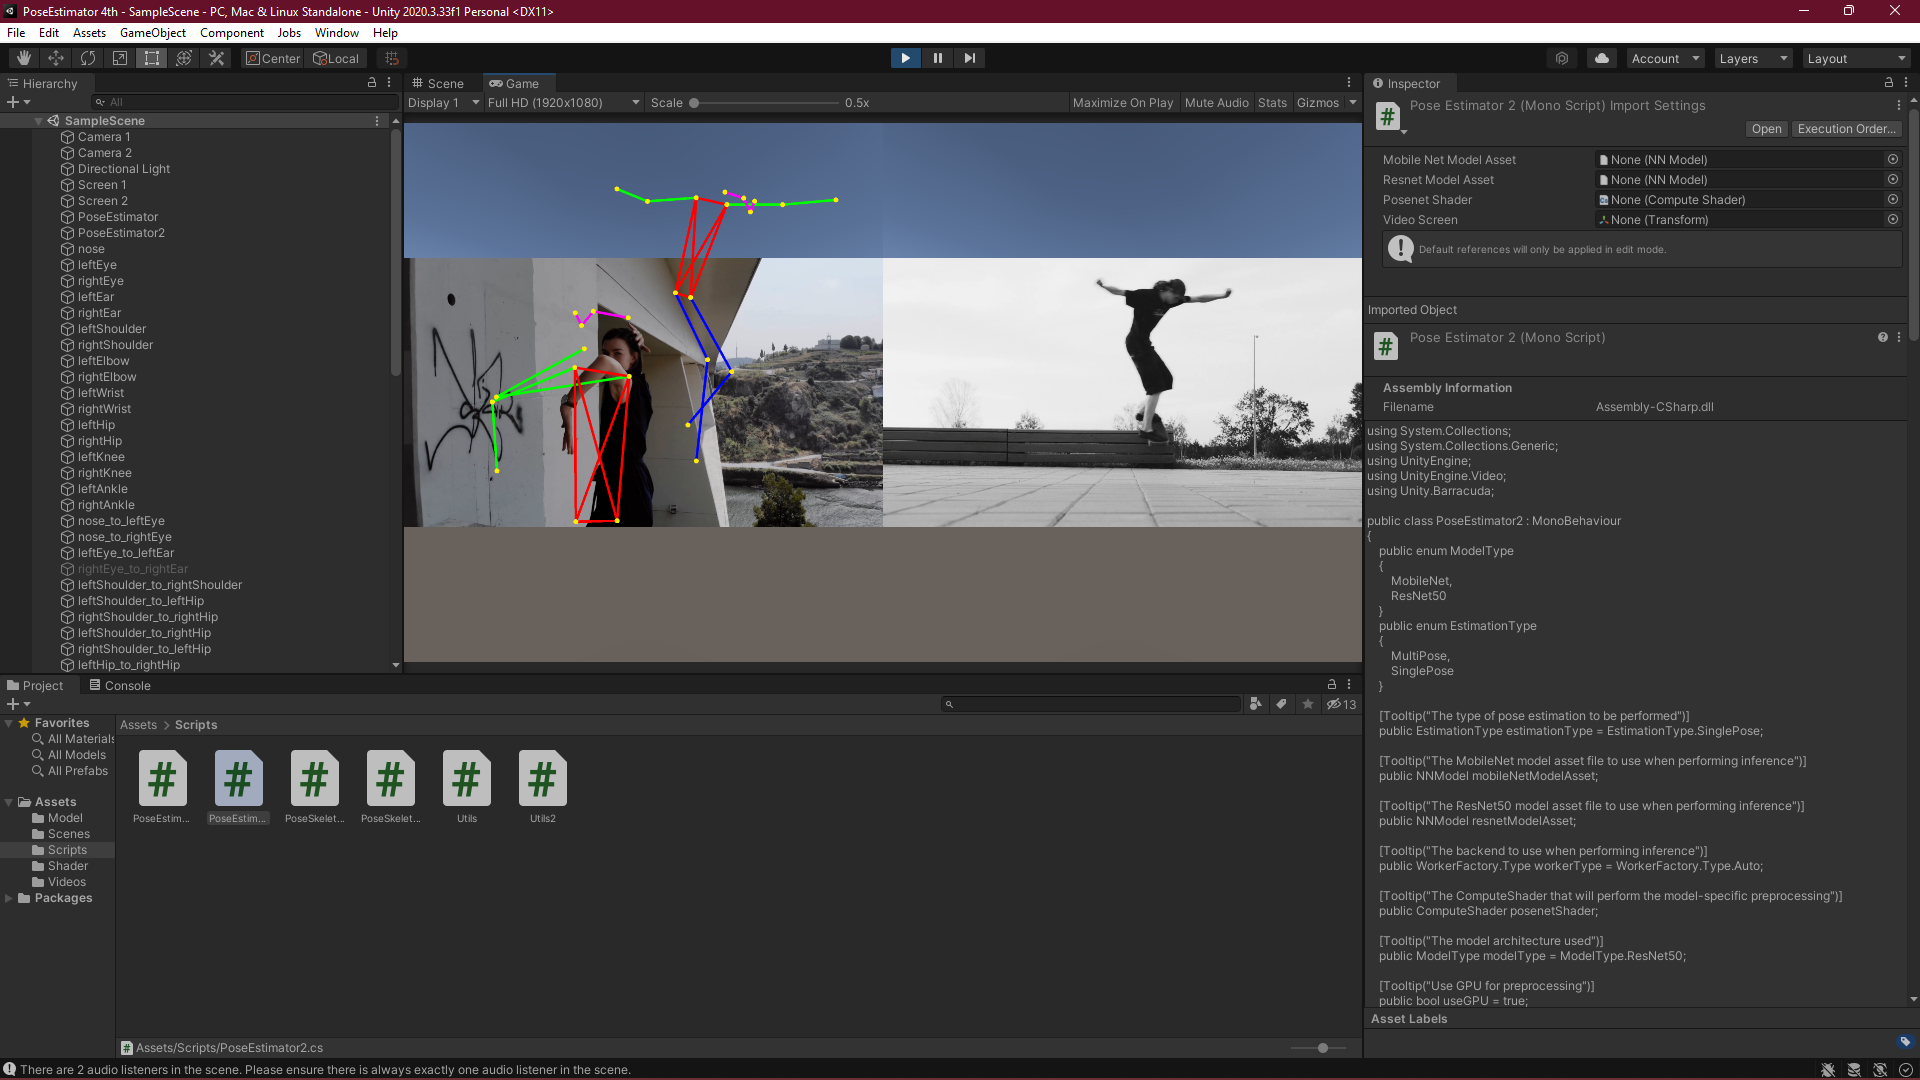 PoseEstimator 4th - SampleScene - PC, Mac & Linux Standalone - Unity 2020.3.33f1 Personal <DX11>
File Edit Assets GameObject Component Jobs Window Help
Center Local Account Layers Layout
Hierarchy
All
SampleScene
Camera 1
Camera 2
Directional Light
Screen 1
Screen 2
PoseEstimator
PoseEstimator2
nose
leftEye
rightEye
leftEar
rightEar
leftShoulder
rightShoulder
leftElbow
rightElbow
leftWrist
rightWrist
leftHip
rightHip
leftKnee
rightKnee
leftAnkle
rightAnkle
nose_to_leftEye
nose_to_rightEye
leftEye_to_leftEar
rightEye_to_rightEar
leftShoulder_to_rightShoulder
leftShoulder_to_leftHip
rightShoulder_to_rightHip
leftShoulder_to_rightHip
rightShoulder_to_leftHip
leftHip_to_rightHip
Scene Game
Display 1 Full HD (1920x1080) Scale 0.5x Maximize On Play Mute Audio Stats Gizmos
Inspector
Pose Estimator 2 (Mono Script) Import Settings
Open Execution Order...
Mobile Net Model Asset None (NN Model)
Resnet Model Asset None (NN Model)
Posenet Shader None (Compute Shader)
Video Screen None (Transform)
Default references will only be applied in edit mode.
Imported Object
Pose Estimator 2 (Mono Script)
Assembly Information
Filename Assembly-CSharp.dll
using System.Collections;
using System.Collections.Generic;
using UnityEngine;
using UnityEngine.Video;
using Unity.Barracuda;
public class PoseEstimator2 : MonoBehaviour
{
public enum ModelType
{
MobileNet,
ResNet50
}
public enum EstimationType
{
MultiPose,
SinglePose
}
[Tooltip("The type of pose estimation to be performed")]
public EstimationType estimationType = EstimationType.SinglePose;
[Tooltip("The MobileNet model asset file to use when performing inference")]
public NNModel mobileNetModelAsset;
[Tooltip("The ResNet50 model asset file to use when performing inference")]
public NNModel resnetModelAsset;
[Tooltip("The backend to use when performing inference")]
public WorkerFactory.Type workerType = WorkerFactory.Type.Auto;
[Tooltip("The ComputeShader that will perform the model-specific preprocessing")]
public ComputeShader posenetShader;
[Tooltip("The model architecture used")]
public ModelType modelType = ModelType.ResNet50;
[Tooltip("Use GPU for preprocessing")]
public bool useGPU = true;
Asset Labels
Project Console
13
Favorites
All Materials
All Models
All Prefabs
Assets
Model
Scenes
Scripts
Shader
Videos
Packages
Assets > Scripts
PoseEstim... PoseEstim... PoseSkelet... PoseSkelet... Utils Utils2
Assets/Scripts/PoseEstimator2.cs
There are 2 audio listeners in the scene. Please ensure there is always exactly one audio listener in the scene.